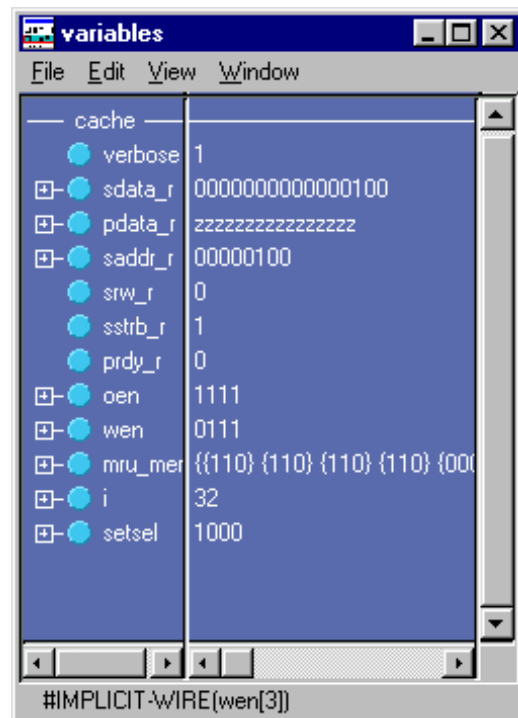 variables
File Edit View Window
cache
verbose 1
sdata_r 0000000000000100
pdata_r zzzzzzzzzzzzzzzz
saddr_r 00000100
srw_r 0
sstrb_r 1
prdy_r 0
oen 1111
wen 0111
mru_mer {{110} {110} {110} {110} {000
i 32
setsel 1000
#IMPLICIT-WIRE(wen[3])